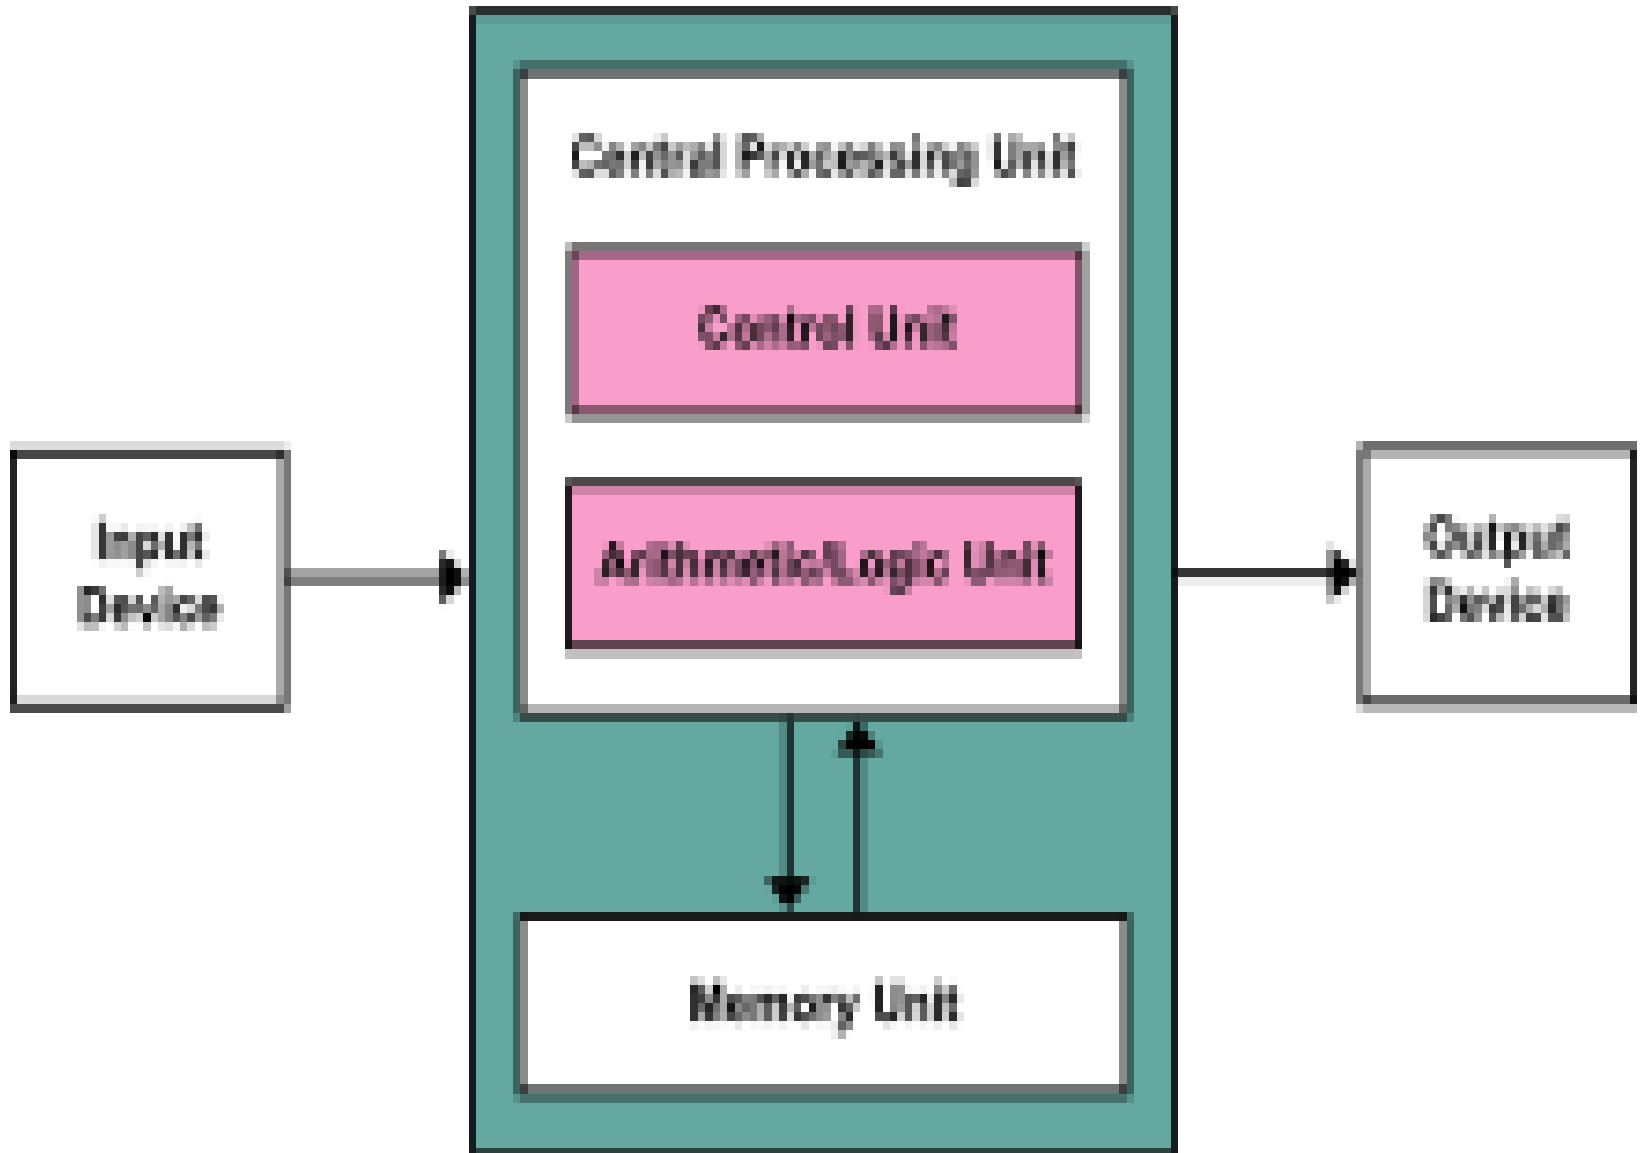 Central Processing Unit
Control Unit
Arithmetic/Logic Unit
Input
Device
Output
Device
Memory Unit